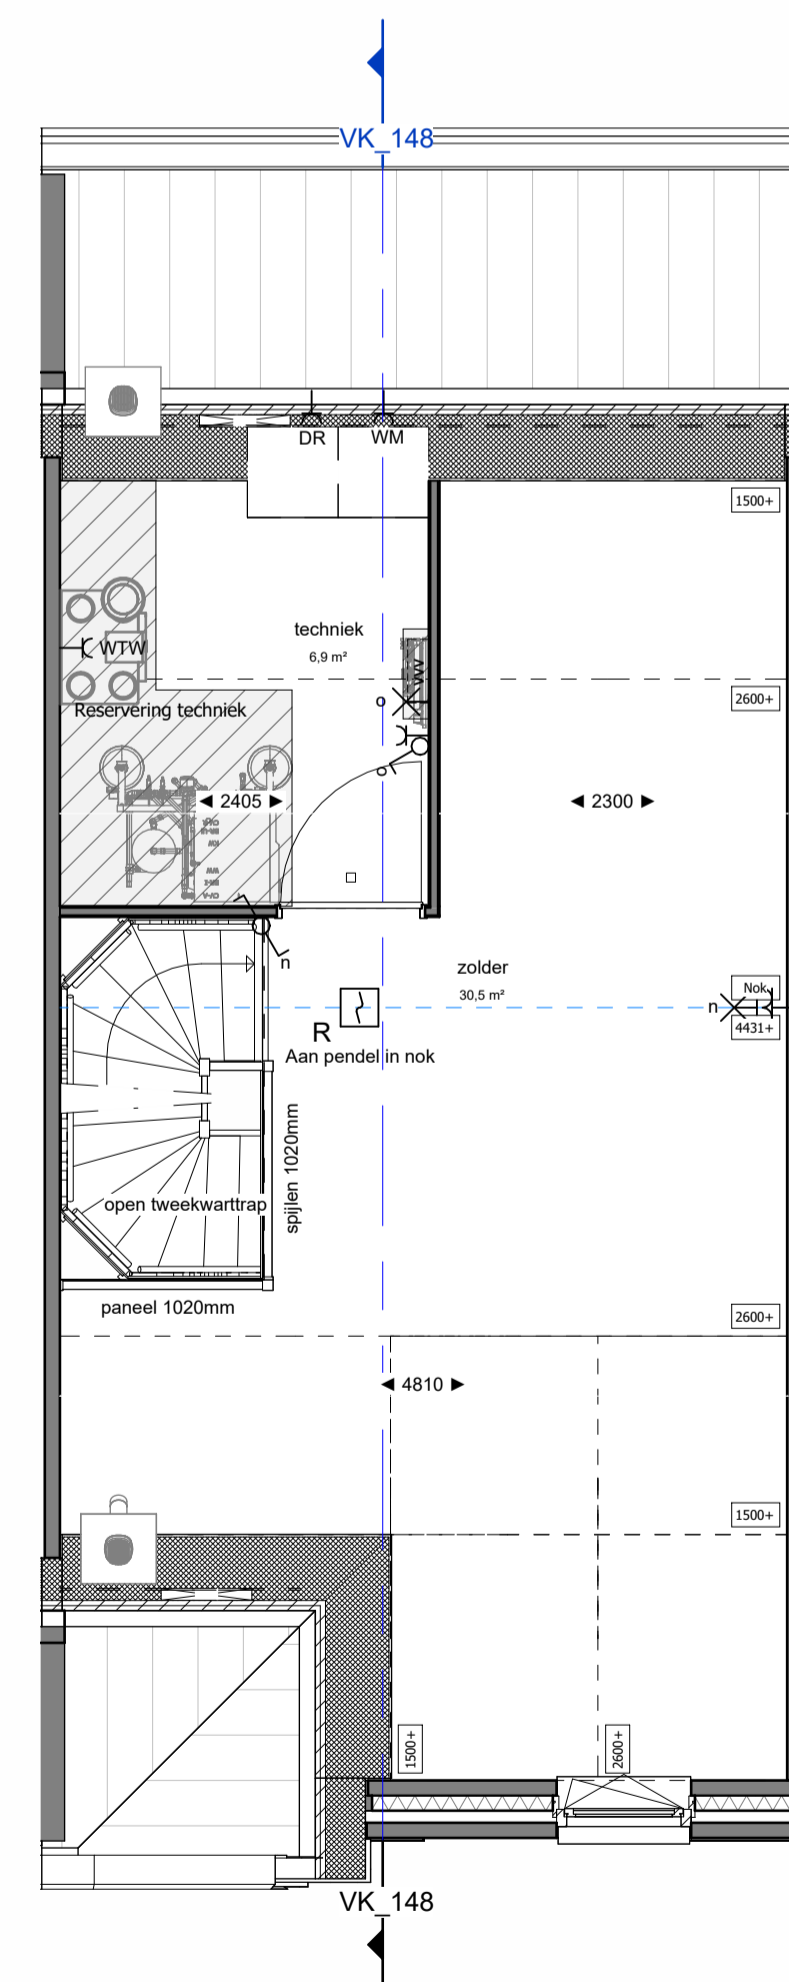 VK_148
DR
WM
1500+
techniek
6,9 m²
WTW
VW
o
2600+
Reservering techniek
o
◄ 2405 ►
◄ 2300 ►
n
zolder
30,5 m²
Nok
n
4431+
R
Aan pendel in nok
spijlen 1020mm
open tweekwarttrap
paneel 1020mm
2600+
◄ 4810 ►
1500+
1500+
2600+
VK_148